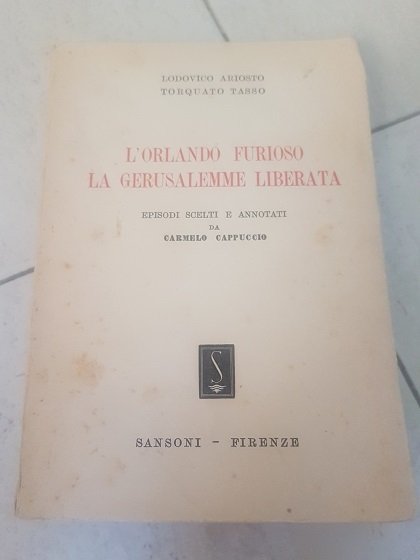 LODOVICO ARIOSTO
TORQUATO TASSO
L'ORLANDO FURIOSO
LA GERUSALEMME LIBERATA
EPISODI SCELTI E ANNOTATI
DA
CARMELO CAPPUCCIO
S
SANSONI - FIRENZE